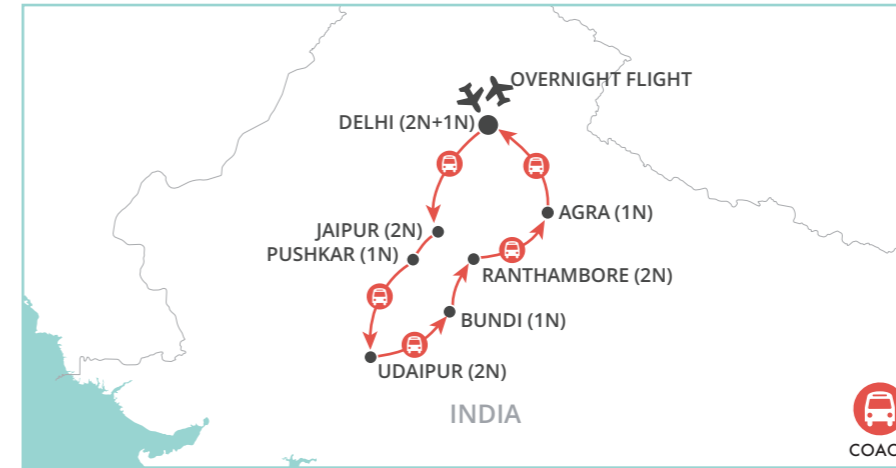 OVERNIGHT FLIGHT
DELHI (2N+1N)
AGRA (1N)
JAIPUR (2N)
PUSHKAR (1N)
RANTHAMBORE (2N)
BUNDI (1N)
UDAIPUR (2N)
INDIA